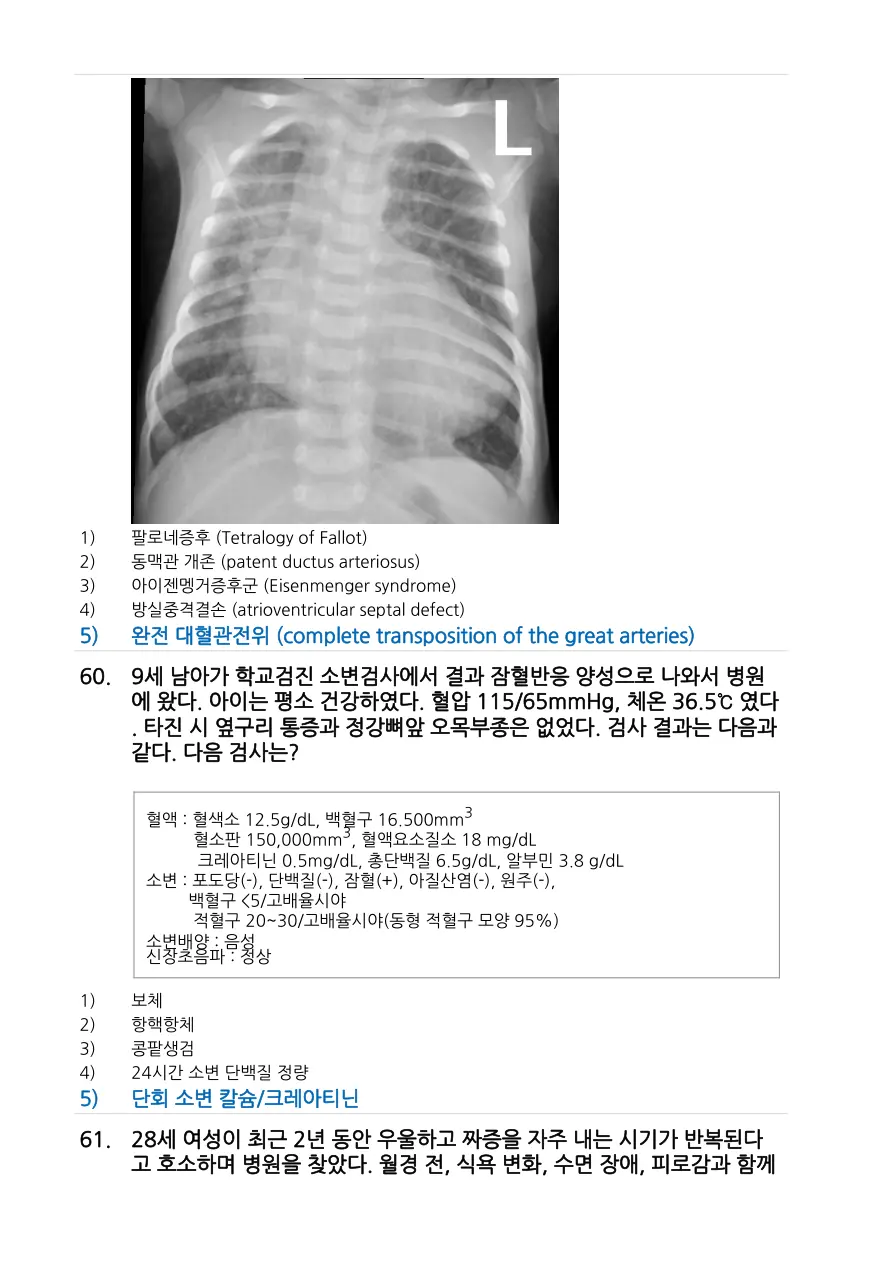 L
1) 팔로네증후 (Tetralogy of Fallot)
2) 동맥관 개존 (patent ductus arteriosus)
3) 아이젠멩거증후군 (Eisenmenger syndrome)
4) 방실중격결손 (atrioventricular septal defect)
5) 완전 대혈관전위 (complete transposition of the great arteries)
60. 9세 남아가 학교검진 소변검사에서 결과 잠혈반응 양성으로 나와서 병원
에 왔다. 아이는 평소 건강하였다. 혈압 115/65mmHg, 체온 36.5℃ 였다
. 타진 시 옆구리 통증과 정강뼈앞 오목부종은 없었다. 검사 결과는 다음과
같다. 다음 검사는?
혈액 : 혈색소 12.5g/dL, 백혈구 16.500mm3
혈소판 150,000mm3, 혈액요소질소 18 mg/dL
크레아티닌 0.5mg/dL, 총단백질 6.5g/dL, 알부민 3.8 g/dL
소변 : 포도당(-), 단백질(-), 잠혈(+), 아질산염(-), 원주(-),
백혈구 <5/고배율시야
적혈구 20~30/고배율시야(동형 적혈구 모양 95%)
소변배양 : 음성
신장초음파 : 정상
1) 보체
2) 항핵항체
3) 콩팥생검
4) 24시간 소변 단백질 정량
5) 단회 소변 칼슘/크레아티닌
61. 28세 여성이 최근 2년 동안 우울하고 짜증을 자주 내는 시기가 반복된다
고 호소하며 병원을 찾았다. 월경 전, 식욕 변화, 수면 장애, 피로감과 함께